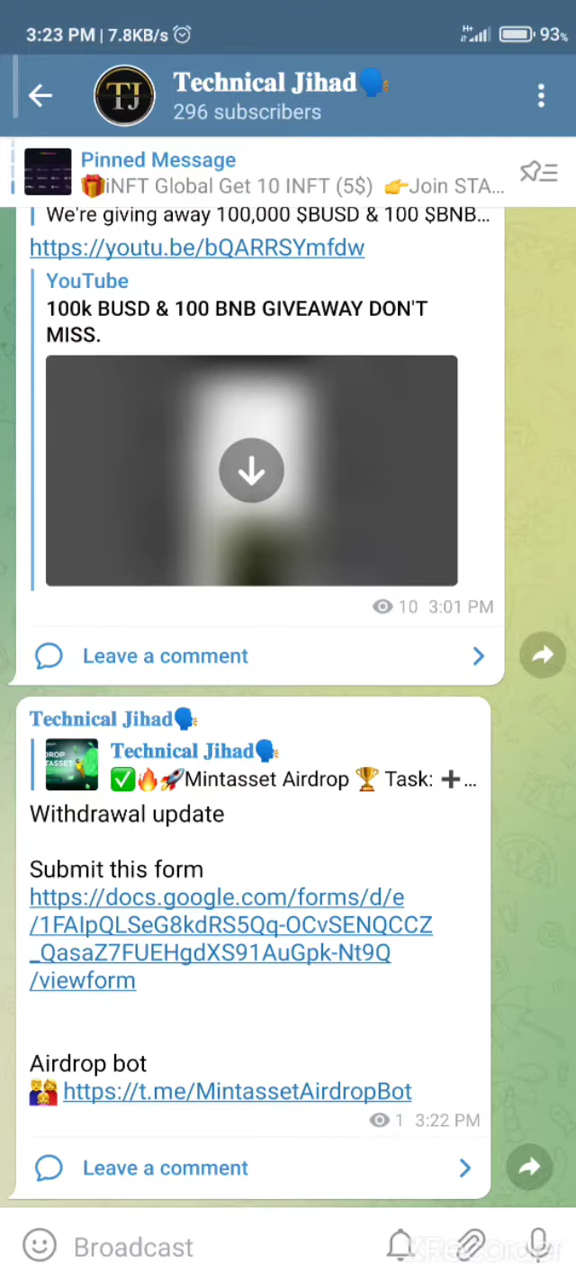 3:23 PM | 7.8KB/s
H+
93%
TJ
Technical Jihad🗣
296 subscribers
Pinned Message
🎁iNFT Global Get 10 INFT (5$) 👉Join STA...
We're giving away 100,000 $BUSD & 100 $BNB...
https://youtu.be/bQARRSYmfdw
YouTube
100k BUSD & 100 BNB GIVEAWAY DON'T
MISS.
10 3:01 PM
Leave a comment
Technical Jihad🗣
Technical Jihad🗣
✅🔥🚀Mintasset Airdrop 🏆 Task: ➕...
Withdrawal update
Submit this form
https://docs.google.com/forms/d/e
/1FAIpQLSeG8kdRS5Qq-OCvSENQCCZ
_QasaZ7FUEHgdXS91AuGpk-Nt9Q
/viewform
Airdrop bot
👨‍👩‍👧 https://t.me/MintassetAirdropBot
1 3:22 PM
Leave a comment
Broadcast
XRecorder